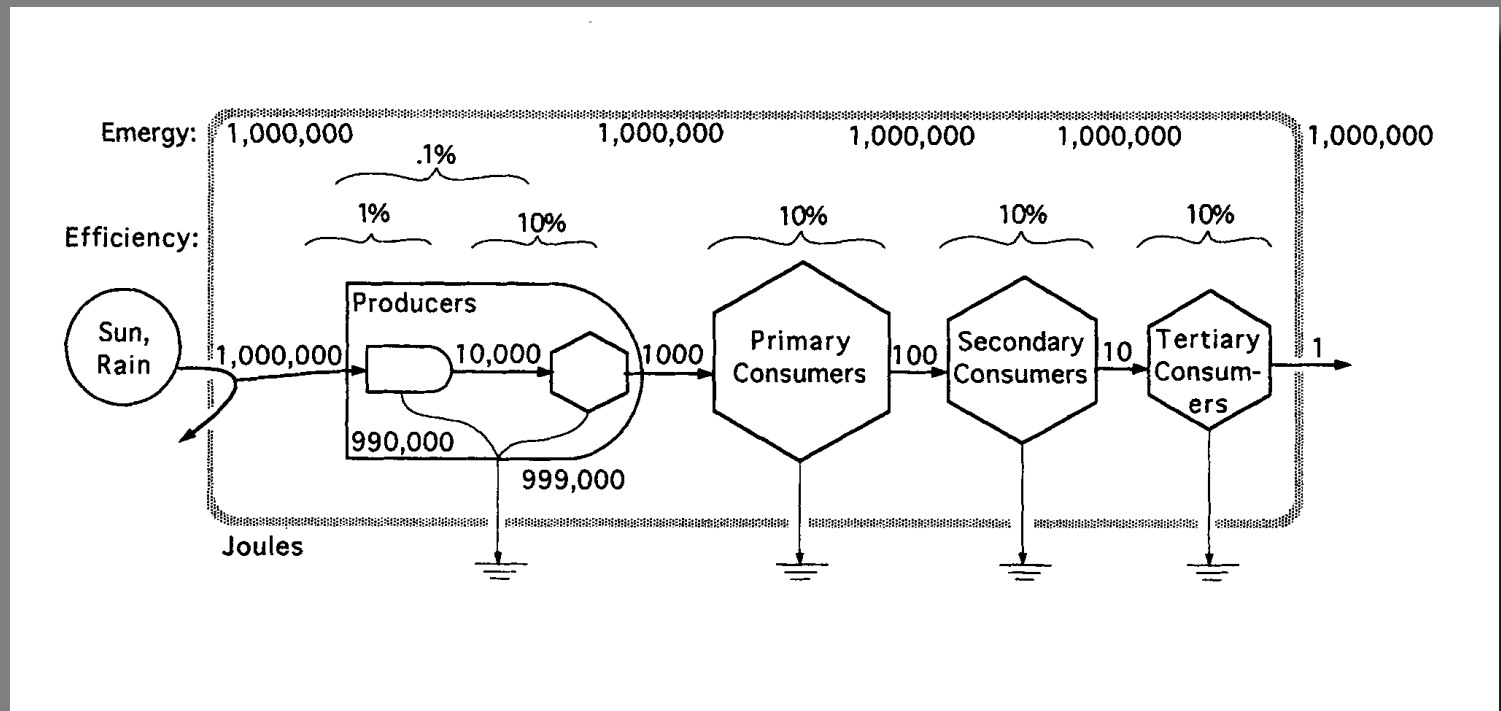 Emergy: 1,000,000 1,000,000 1,000,000 1,000,000 1,000,000
.1%
1% 10% 10% 10% 10%
Efficiency:
Producers
Sun,
Rain
1,000,000 10,000 1000 100 10 1
Primary
Consumers
Secondary
Consumers
Tertiary
Consum-
ers
990,000
999,000
Joules